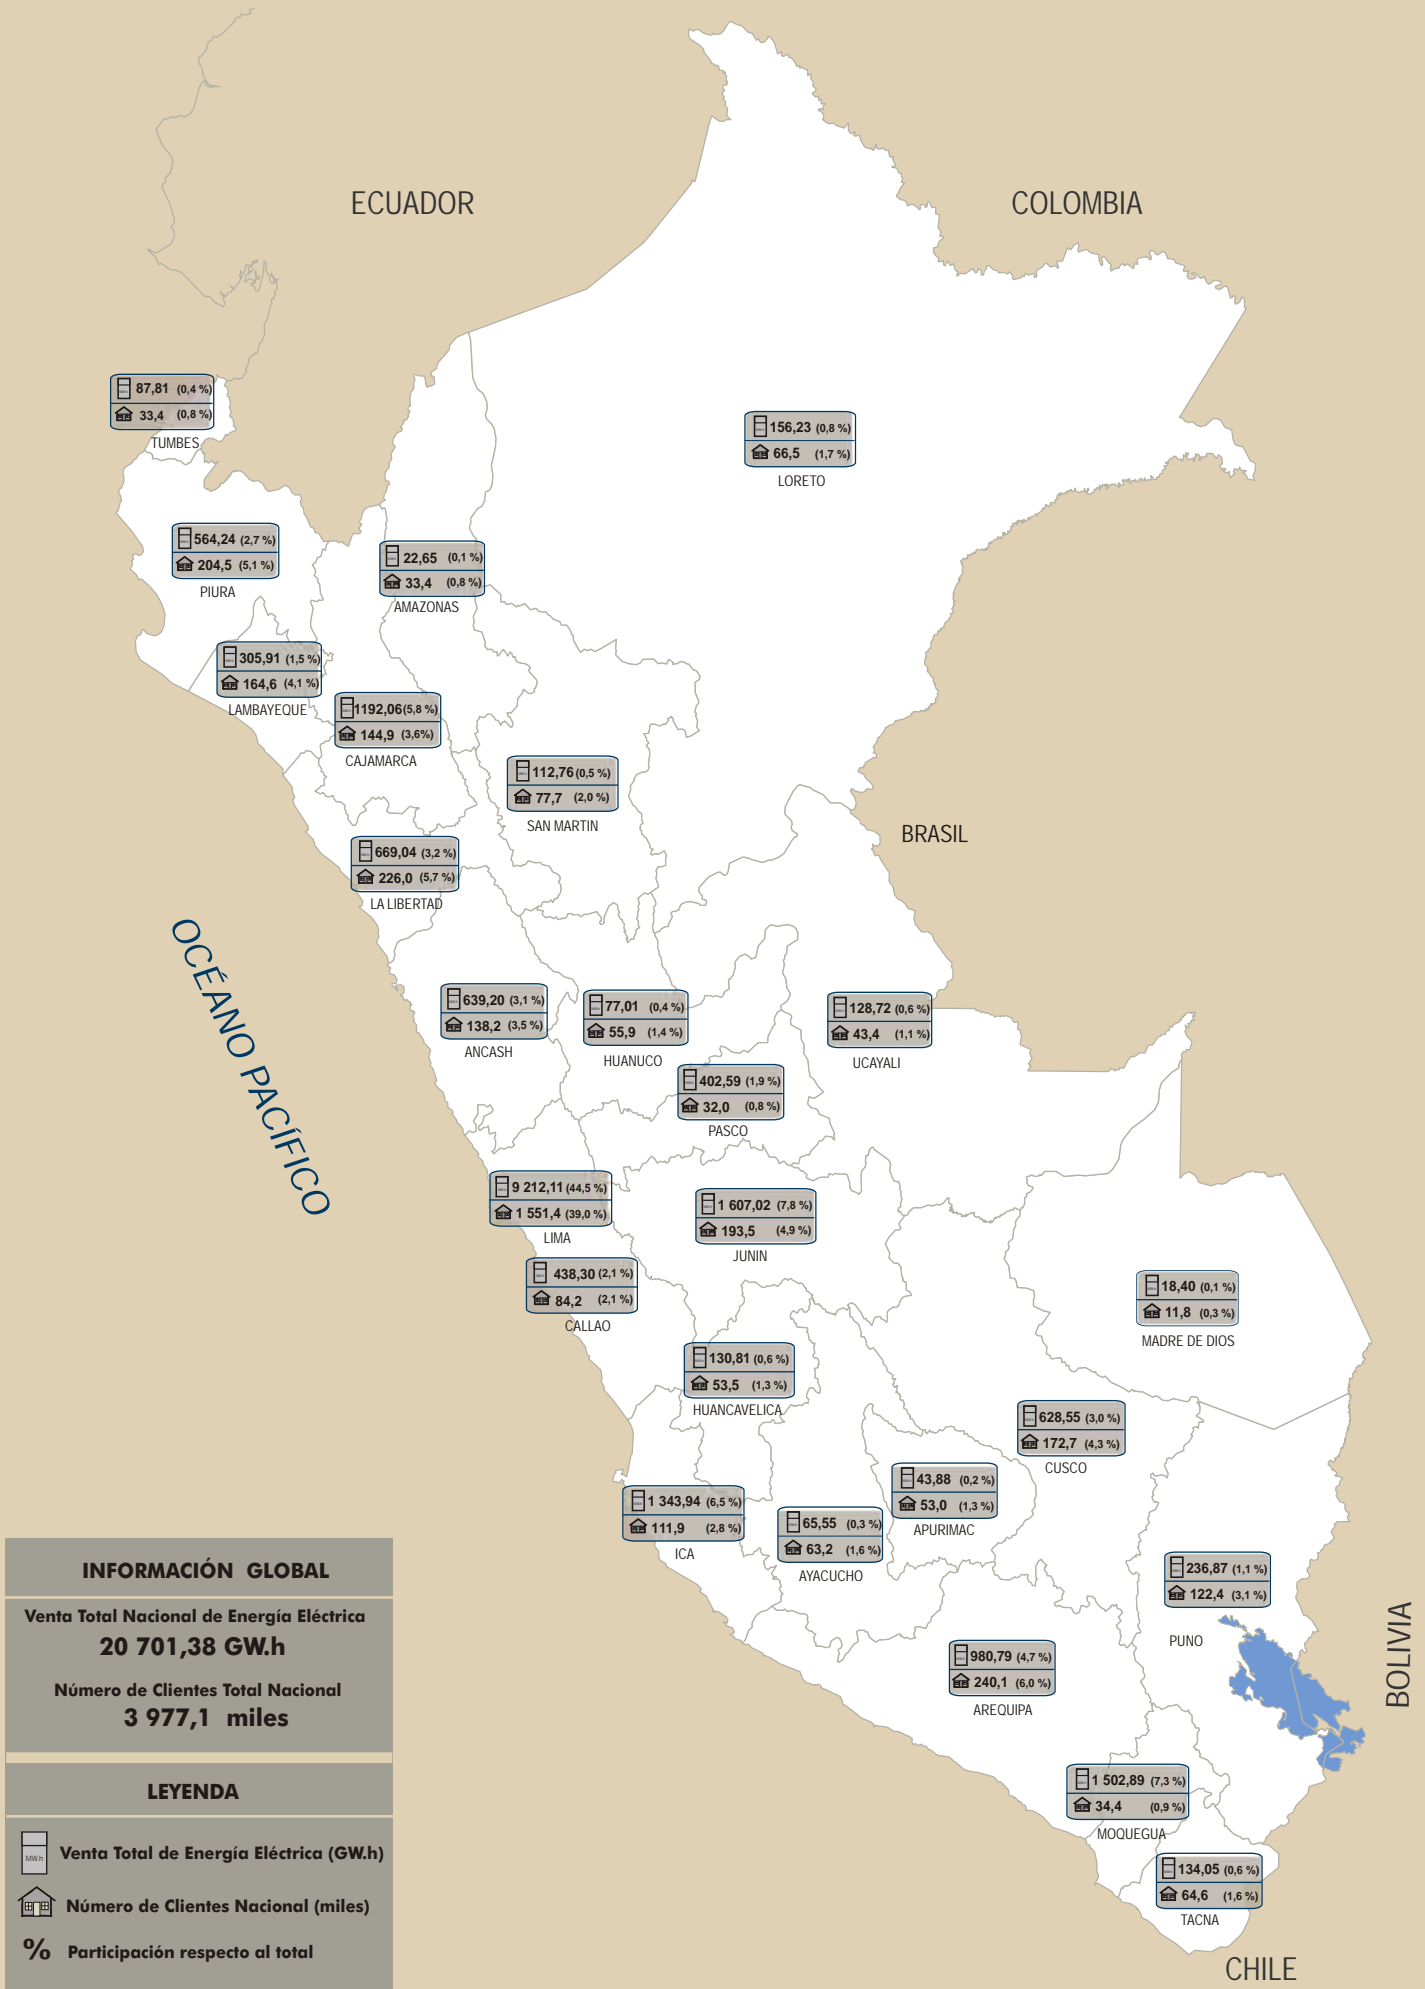 ECUADOR
COLOMBIA
87,81 (0,4 %)
33,4 (0,8 %)
TUMBES
156,23 (0,8 %)
66,5 (1,7 %)
LORETO
564,24 (2,7 %)
204,5 (5,1 %)
PIURA
22,65 (0,1 %)
33,4 (0,8 %)
AMAZONAS
305,91 (1,5 %)
164,6 (4,1 %)
LAMBAYEQUE
1192,06 (5,8 %)
144,9 (3,6%)
CAJAMARCA
112,76 (0,5 %)
77,7 (2,0 %)
SAN MARTIN
BRASIL
669,04 (3,2 %)
226,0 (5,7 %)
LA LIBERTAD
OCÉANO PACÍFICO
639,20 (3,1 %)
138,2 (3,5 %)
ANCASH
77,01 (0,4 %)
55,9 (1,4 %)
HUANUCO
128,72 (0,6 %)
43,4 (1,1 %)
UCAYALI
402,59 (1,9 %)
32,0 (0,8 %)
PASCO
9 212,11 (44,5 %)
1 551,4 (39,0 %)
LIMA
1 607,02 (7,8 %)
193,5 (4,9 %)
JUNIN
438,30 (2,1 %)
84,2 (2,1 %)
CALLAO
18,40 (0,1 %)
11,8 (0,3 %)
MADRE DE DIOS
130,81 (0,6 %)
53,5 (1,3 %)
HUANCAVELICA
628,55 (3,0 %)
172,7 (4,3 %)
CUSCO
43,88 (0,2 %)
53,0 (1,3 %)
APURIMAC
1 343,94 (6,5 %)
111,9 (2,8 %)
ICA
65,55 (0,3 %)
63,2 (1,6 %)
AYACUCHO
236,87 (1,1 %)
122,4 (3,1 %)
PUNO
BOLIVIA
980,79 (4,7 %)
240,1 (6,0 %)
AREQUIPA
1 502,89 (7,3 %)
34,4 (0,9 %)
MOQUEGUA
134,05 (0,6 %)
64,6 (1,6 %)
TACNA
CHILE
INFORMACIÓN GLOBAL
Venta Total Nacional de Energía Eléctrica
20 701,38 GW.h
Número de Clientes Total Nacional
3 977,1 miles
LEYENDA
MW.h
Venta Total de Energía Eléctrica (GW.h)
Número de Clientes Nacional (miles)
% Participación respecto al total